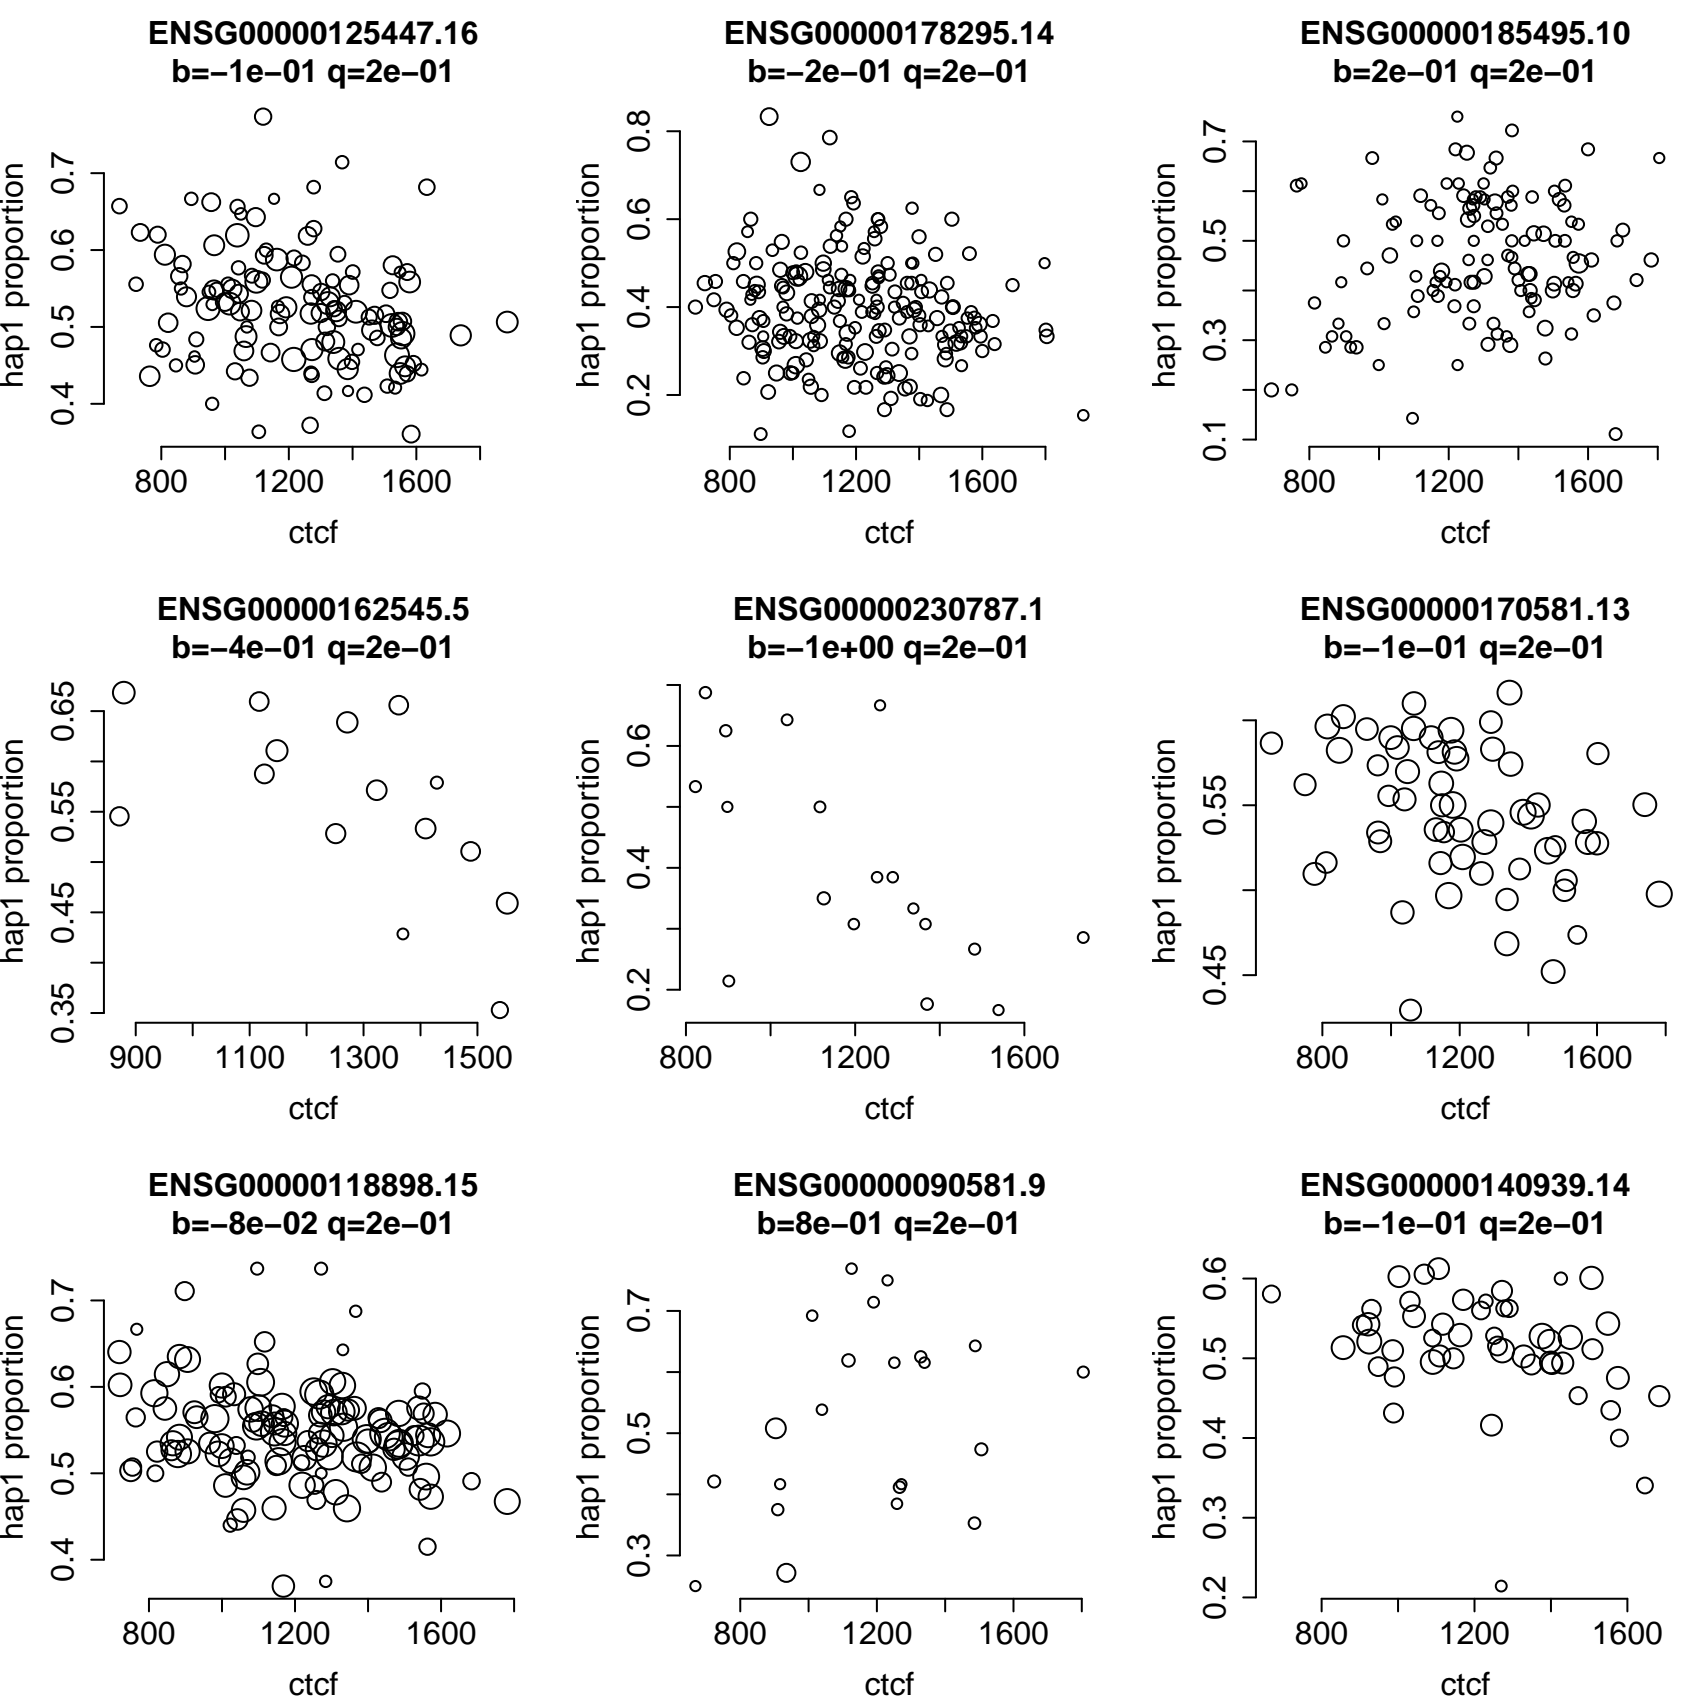 ENSG00000125447.16
b=−1e−01 q=2e−01
hap1 proportion
0.7
0.6
0.5
0.4
800 1200 1600
ctcf
ENSG00000178295.14
b=−2e−01 q=2e−01
hap1 proportion
0.8
0.6
0.4
0.2
800 1200 1600
ctcf
ENSG00000185495.10
b=2e−01 q=2e−01
hap1 proportion
0.7
0.5
0.3
0.1
800 1200 1600
ctcf
ENSG00000162545.5
b=−4e−01 q=2e−01
hap1 proportion
0.65
0.55
0.45
0.35
900 1100 1300 1500
ctcf
ENSG00000230787.1
b=−1e+00 q=2e−01
hap1 proportion
0.6
0.4
0.2
800 1200 1600
ctcf
ENSG00000170581.13
b=−1e−01 q=2e−01
hap1 proportion
0.55
0.45
800 1200 1600
ctcf
ENSG00000118898.15
b=−8e−02 q=2e−01
hap1 proportion
0.7
0.6
0.5
0.4
800 1200 1600
ctcf
ENSG00000090581.9
b=8e−01 q=2e−01
hap1 proportion
0.7
0.5
0.3
800 1200 1600
ctcf
ENSG00000140939.14
b=−1e−01 q=2e−01
hap1 proportion
0.6
0.5
0.4
0.3
0.2
800 1200 1600
ctcf